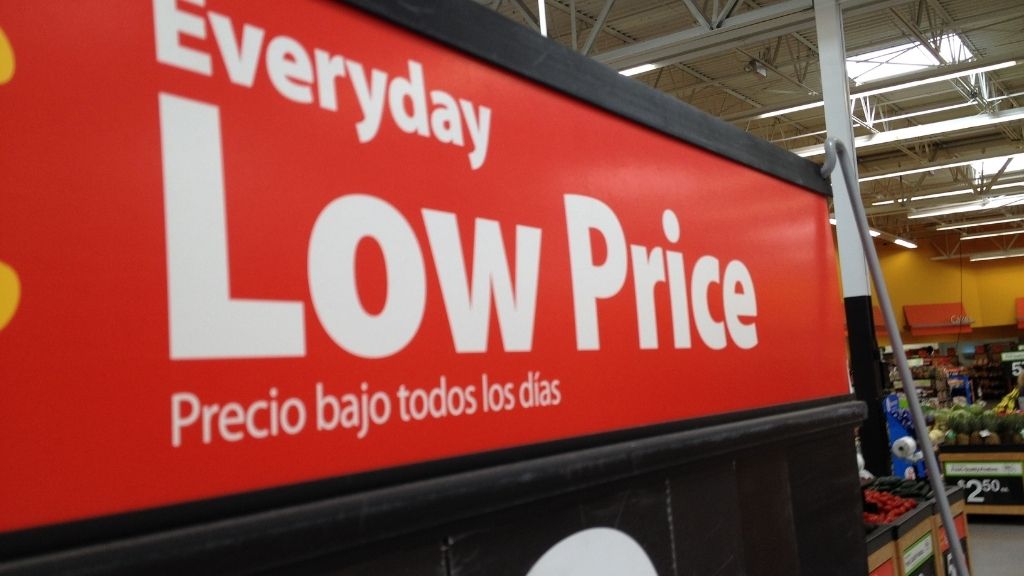 Everyday
Low Price
Precio bajo todos los días
$2.50